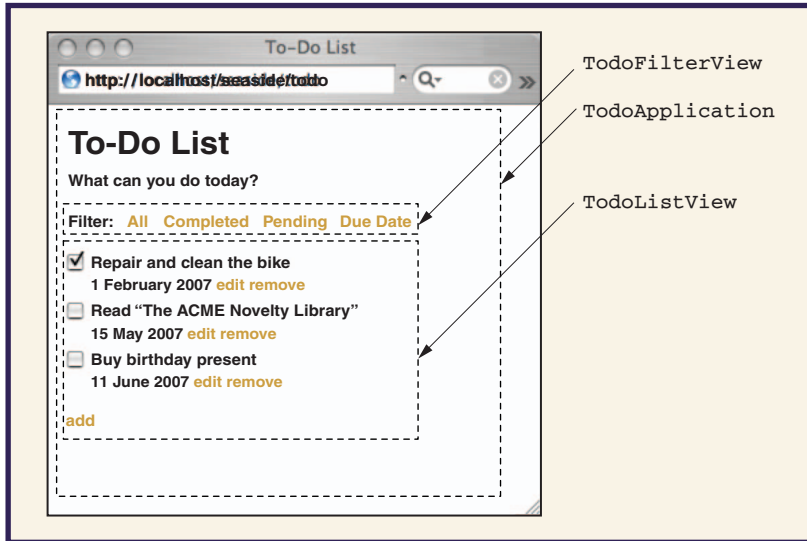 To-Do List
http://localhost/seaside/todo
TodoFilterView
TodoApplication
To-Do List
What can you do today?
TodoListView
Filter: All Completed Pending Due Date
Repair and clean the bike
1 February 2007 edit remove
Read “The ACME Novelty Library”
15 May 2007 edit remove
Buy birthday present
11 June 2007 edit remove
add